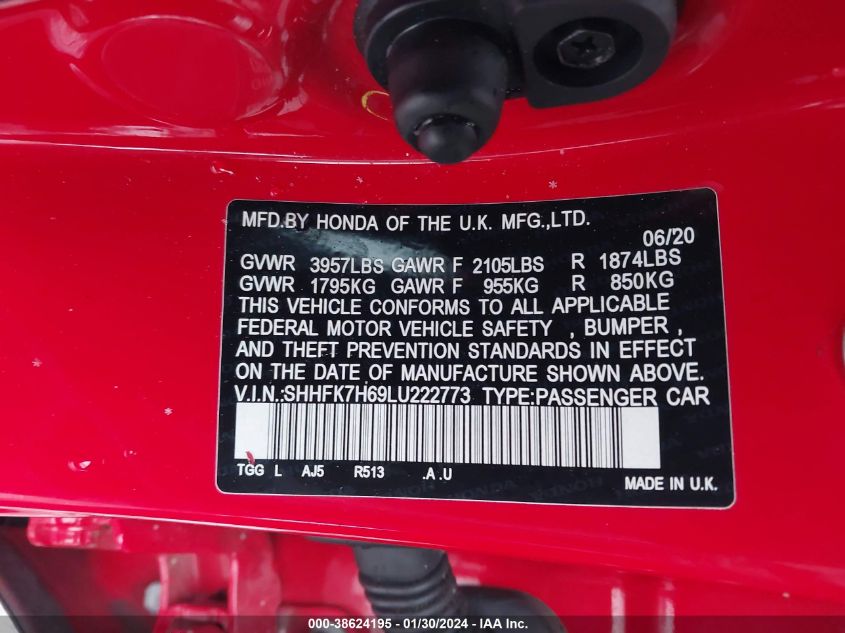 MFD.BY HONDA OF THE U.K. MFG.,LTD.
06/20
GVWR 3957LBS GAWR F 2105LBS R 1874LBS
GVWR 1795KG GAWR F 955KG R 850KG
THIS VEHICLE CONFORMS TO ALL APPLICABLE
FEDERAL MOTOR VEHICLE SAFETY , BUMPER ,
AND THEFT PREVENTION STANDARDS IN EFFECT
ON THE DATE OF MANUFACTURE SHOWN ABOVE.
V.I.N.:SHHFK7H69LU222773 TYPE:PASSENGER CAR
TGG L AJ5 R513 .A .U
MADE IN U.K.
000-38624195 - 01/30/2024 - IAA Inc.